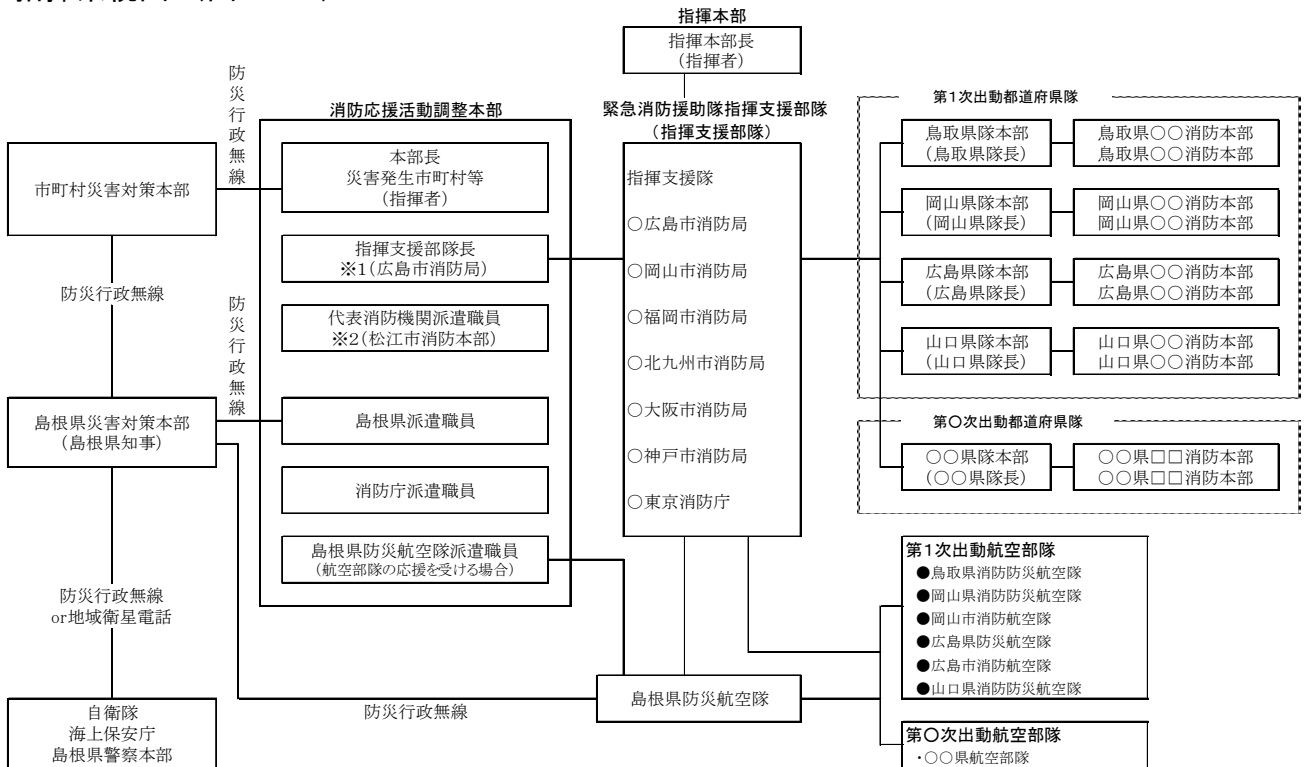 指揮本部
指揮本部長
(指揮者)
防災行政無線
消防応援活動調整本部
緊急消防援助隊指揮支援部隊
(指揮支援部隊)
第1次出動都道府県隊
市町村災害対策本部
本部長
災害発生市町村等
(指揮者)
指揮支援部隊長
※1(広島市消防局)
代表消防機関派遣職員
※2(松江市消防本部)
島根県派遣職員
消防庁派遣職員
島根県防災航空隊派遣職員
(航空部隊の応援を受ける場合)
指揮支援隊
○広島市消防局
○岡山市消防局
○福岡市消防局
○北九州市消防局
○大阪市消防局
○神戸市消防局
○東京消防庁
鳥取県隊本部
(鳥取県隊長)
鳥取県○○消防本部
鳥取県○○消防本部
岡山県隊本部
(岡山県隊長)
岡山県○○消防本部
岡山県○○消防本部
広島県隊本部
(広島県隊長)
広島県○○消防本部
広島県○○消防本部
山口県隊本部
(山口県隊長)
山口県○○消防本部
山口県○○消防本部
第○次出動都道府県隊
○○県隊本部
(○○県隊長)
○○県□□消防本部
○○県□□消防本部
防災行政無線
防災行政無線
島根県災害対策本部
(島根県知事)
防災行政無線
or地域衛星電話
自衛隊
海上保安庁
島根県警察本部
防災行政無線
島根県防災航空隊
第1次出動航空部隊
●鳥取県消防防災航空隊
●岡山県消防防災航空隊
●岡山市消防航空隊
●広島県防災航空隊
●広島市消防航空隊
●山口県消防防災航空隊
第○次出動航空部隊
・○○県航空部隊